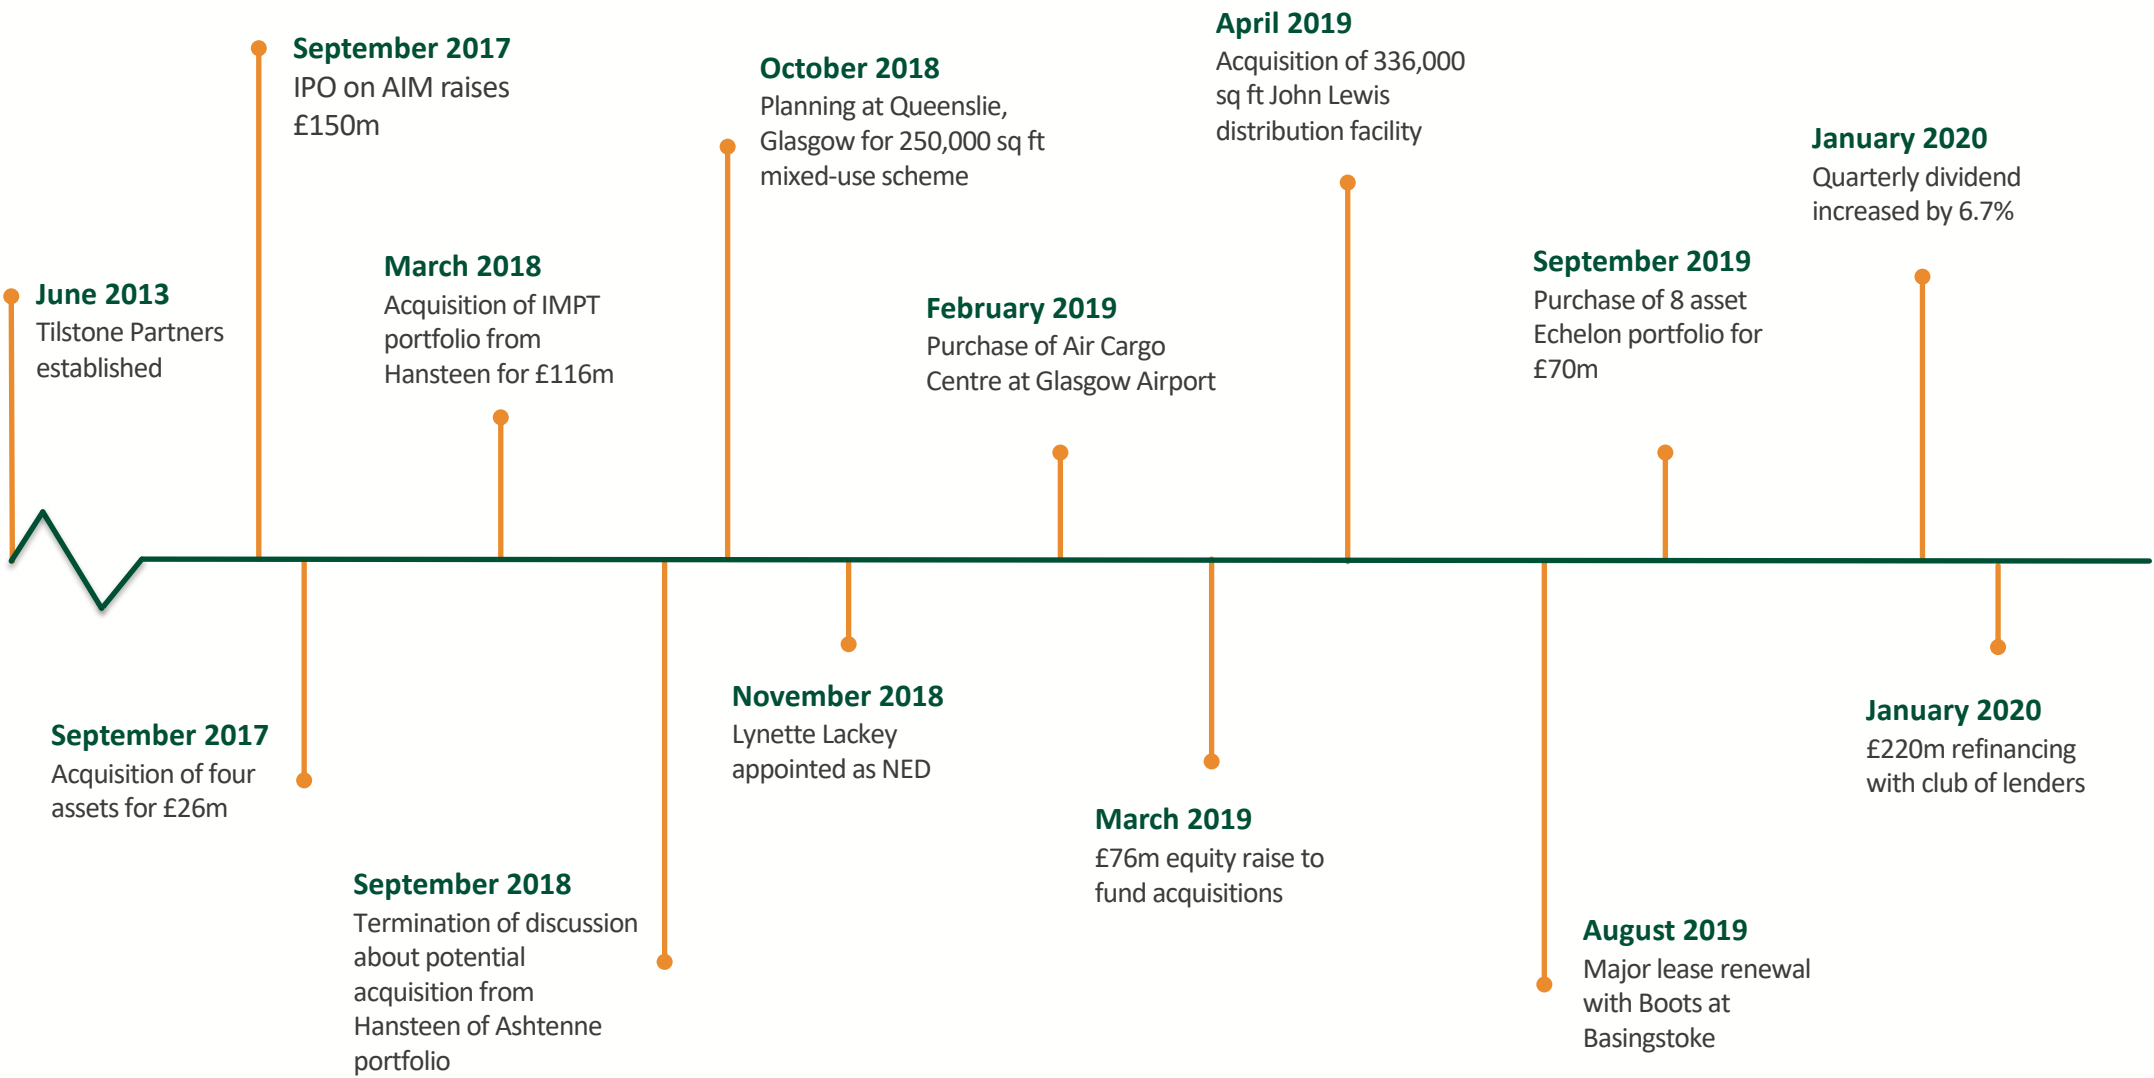 June 2013
Tilstone Partners
established
September 2017
IPO on AIM raises
£150m
September 2017
Acquisition of four
assets for £26m
March 2018
Acquisition of IMPT
portfolio from
Hansteen for £116m
September 2018
Termination of discussion
about potential
acquisition from
Hansteen of Ashtenne
portfolio
October 2018
Planning at Queenslie,
Glasgow for 250,000 sq ft
mixed-use scheme
November 2018
Lynette Lackey
appointed as NED
February 2019
Purchase of Air Cargo
Centre at Glasgow Airport
March 2019
£76m equity raise to
fund acquisitions
April 2019
Acquisition of 336,000
sq ft John Lewis
distribution facility
August 2019
Major lease renewal
with Boots at
Basingstoke
September 2019
Purchase of 8 asset
Echelon portfolio for
£70m
January 2020
Quarterly dividend
increased by 6.7%
January 2020
£220m refinancing
with club of lenders